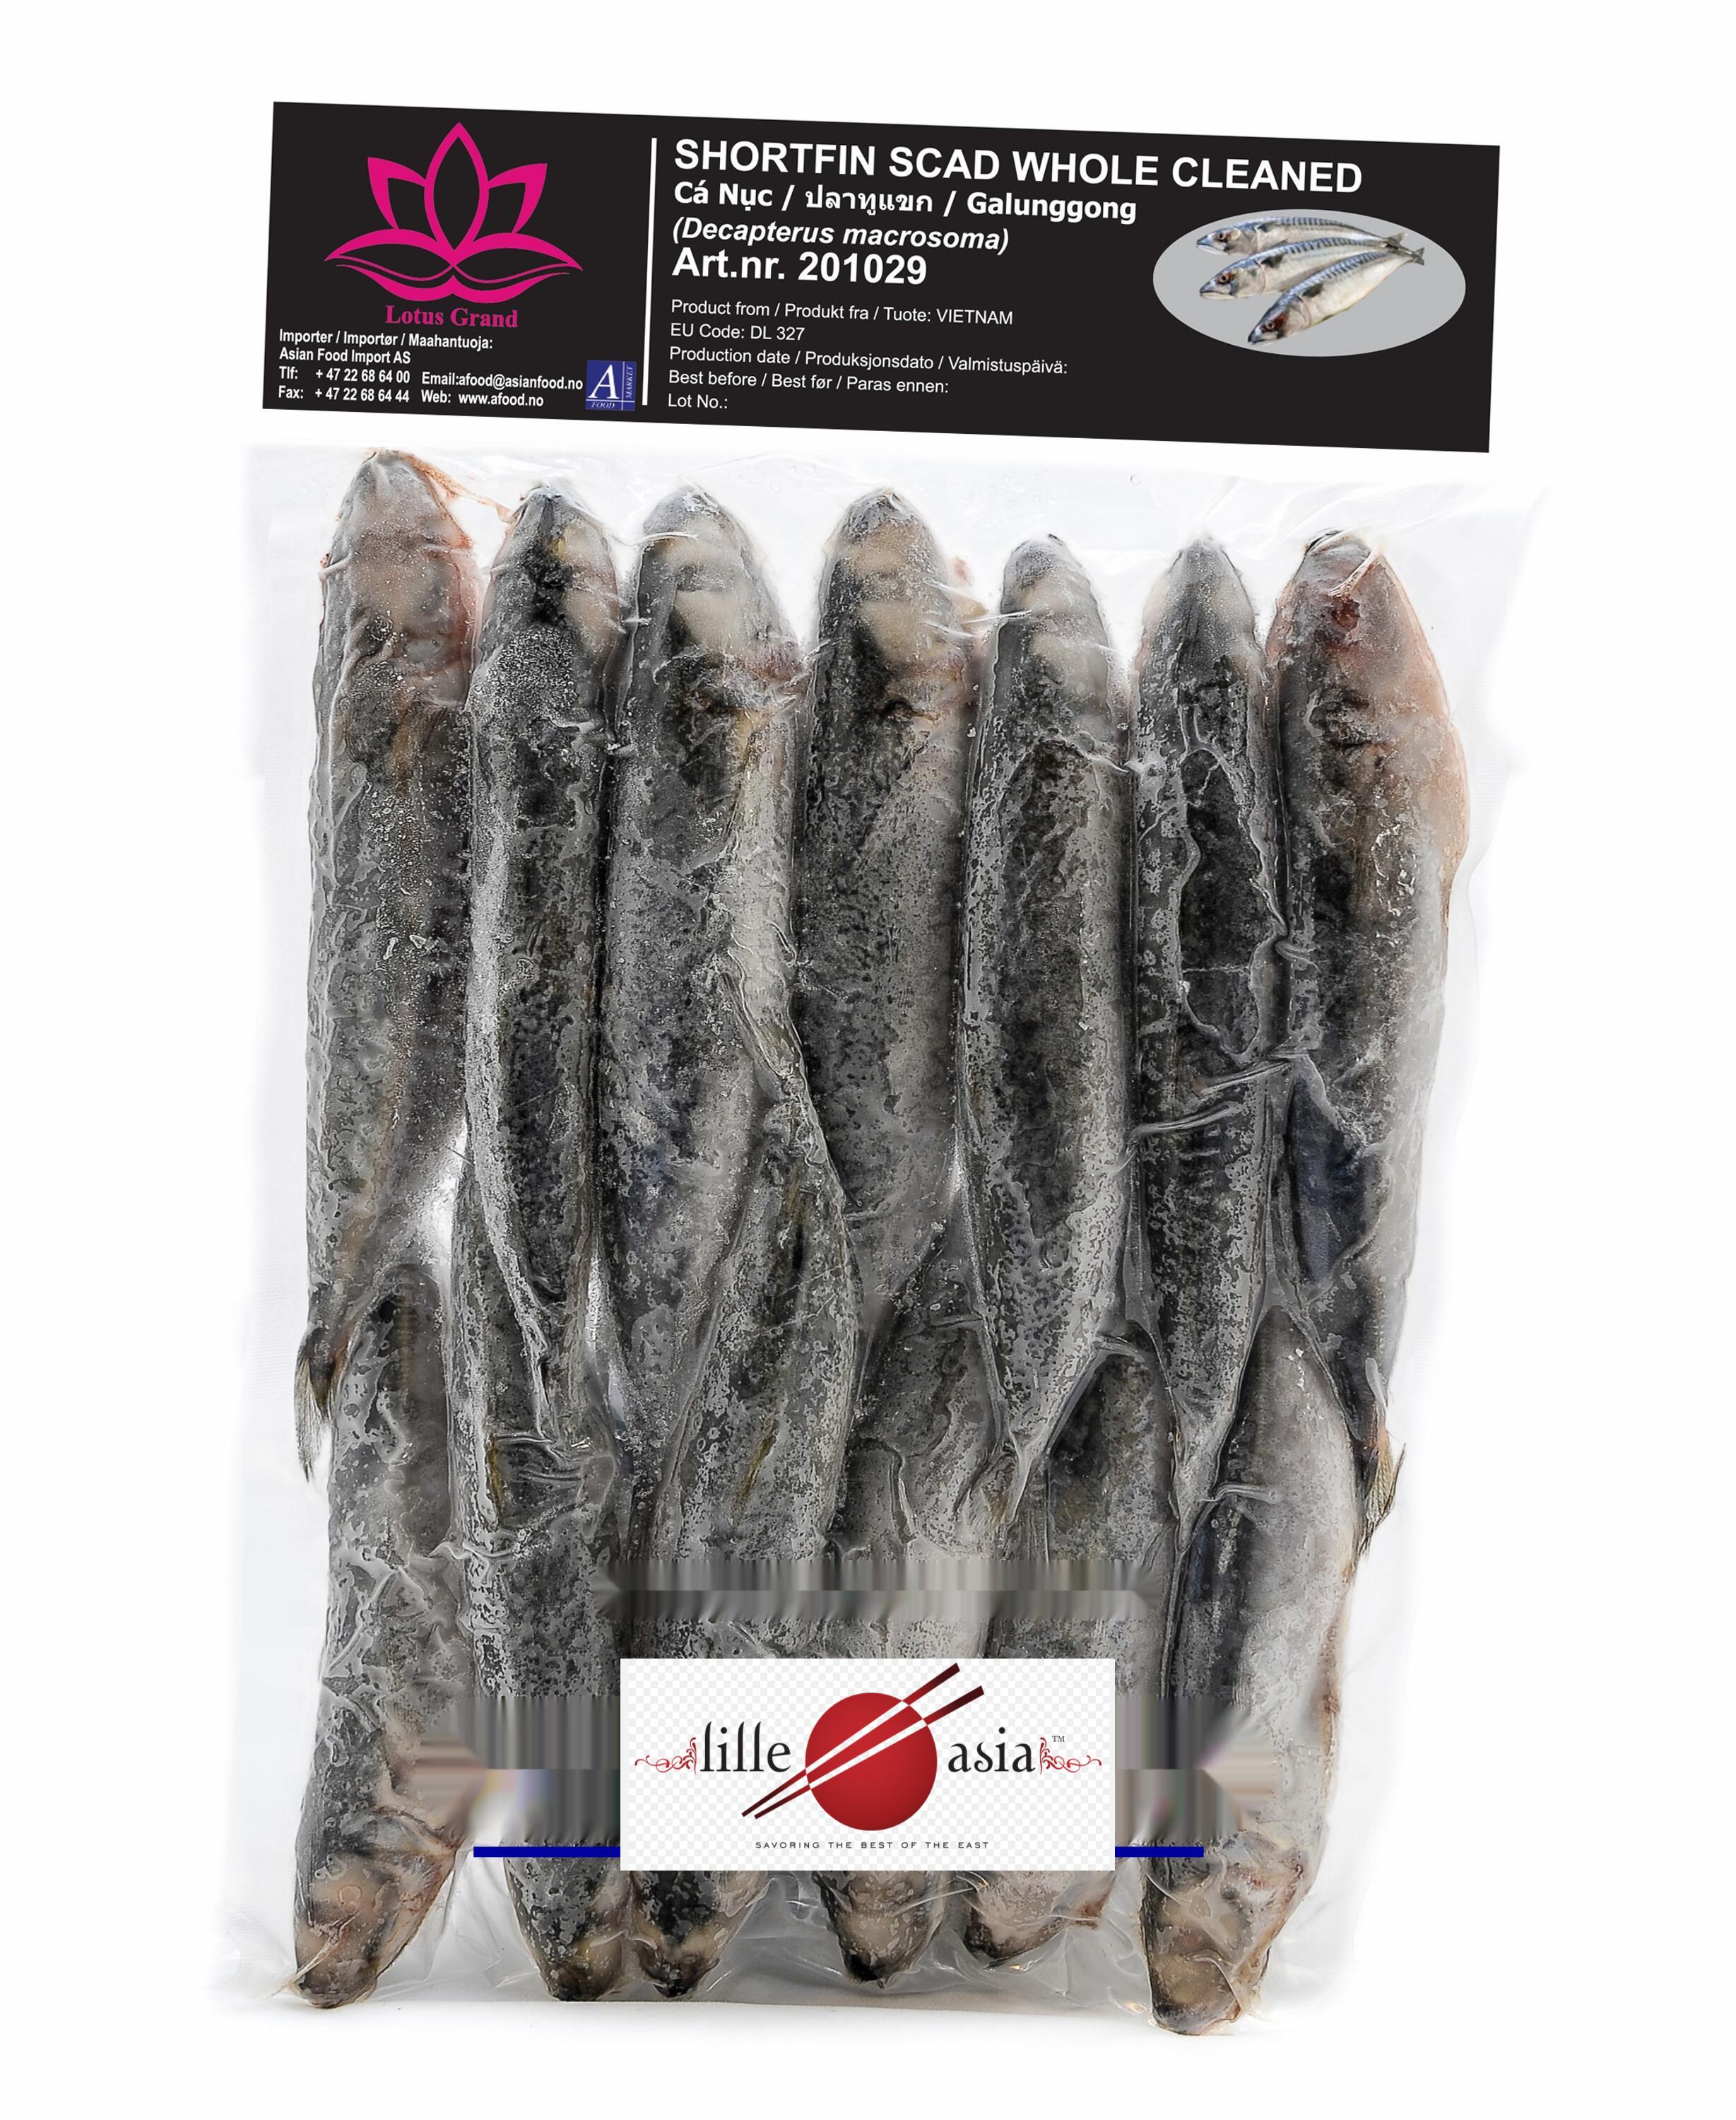 SHORTFIN SCAD WHOLE CLEANED
Cá Nục / ปลาทูแขก / Galunggong
(Decapterus macrosoma)
Art.nr. 201029
Product from / Produkt fra / Tuote: VIETNAM
EU Code: DL 327
Production date / Produksjonsdato / Valmistuspäivä:
Best before / Best før / Paras ennen:
Lot No.:
Lotus Grand
Importer / Importør / Maahantuoja:
Asian Food Import AS
Tlf: + 47 22 68 64 00 Email:afood@asianfood.no
Fax: + 47 22 68 64 44 Web: www.afood.no
A
FOOD
MARKET
lille asia™
SAVORING THE BEST OF THE EAST